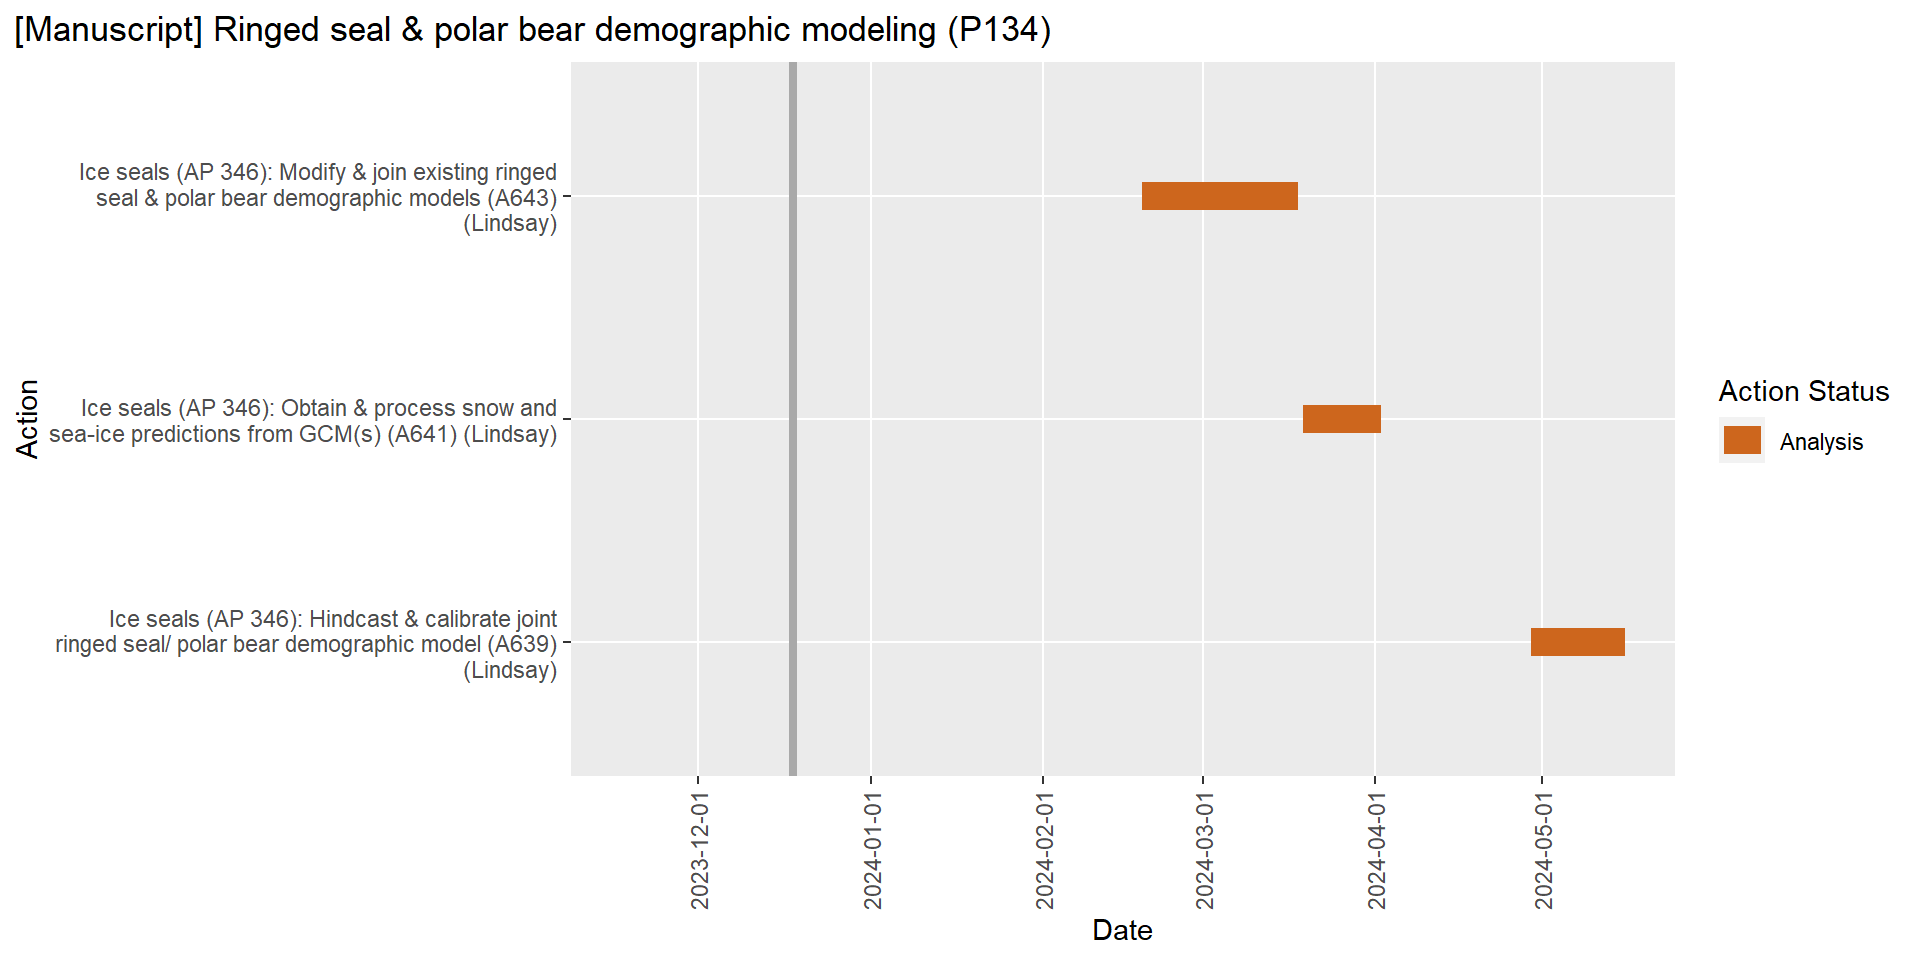 [Manuscript] Ringed seal & polar bear demographic modeling (P134)
Ice seals (AP 346): Modify & join existing ringed
seal & polar bear demographic models (A643)
(Lindsay)
Ice seals (AP 346): Obtain & process snow and
sea-ice predictions from GCM(s) (A641) (Lindsay)
Ice seals (AP 346): Hindcast & calibrate joint
ringed seal/ polar bear demographic model (A639)
(Lindsay)
Action
2023-12-01
2024-01-01
2024-02-01
2024-03-01
2024-04-01
2024-05-01
Date
Action Status
Analysis